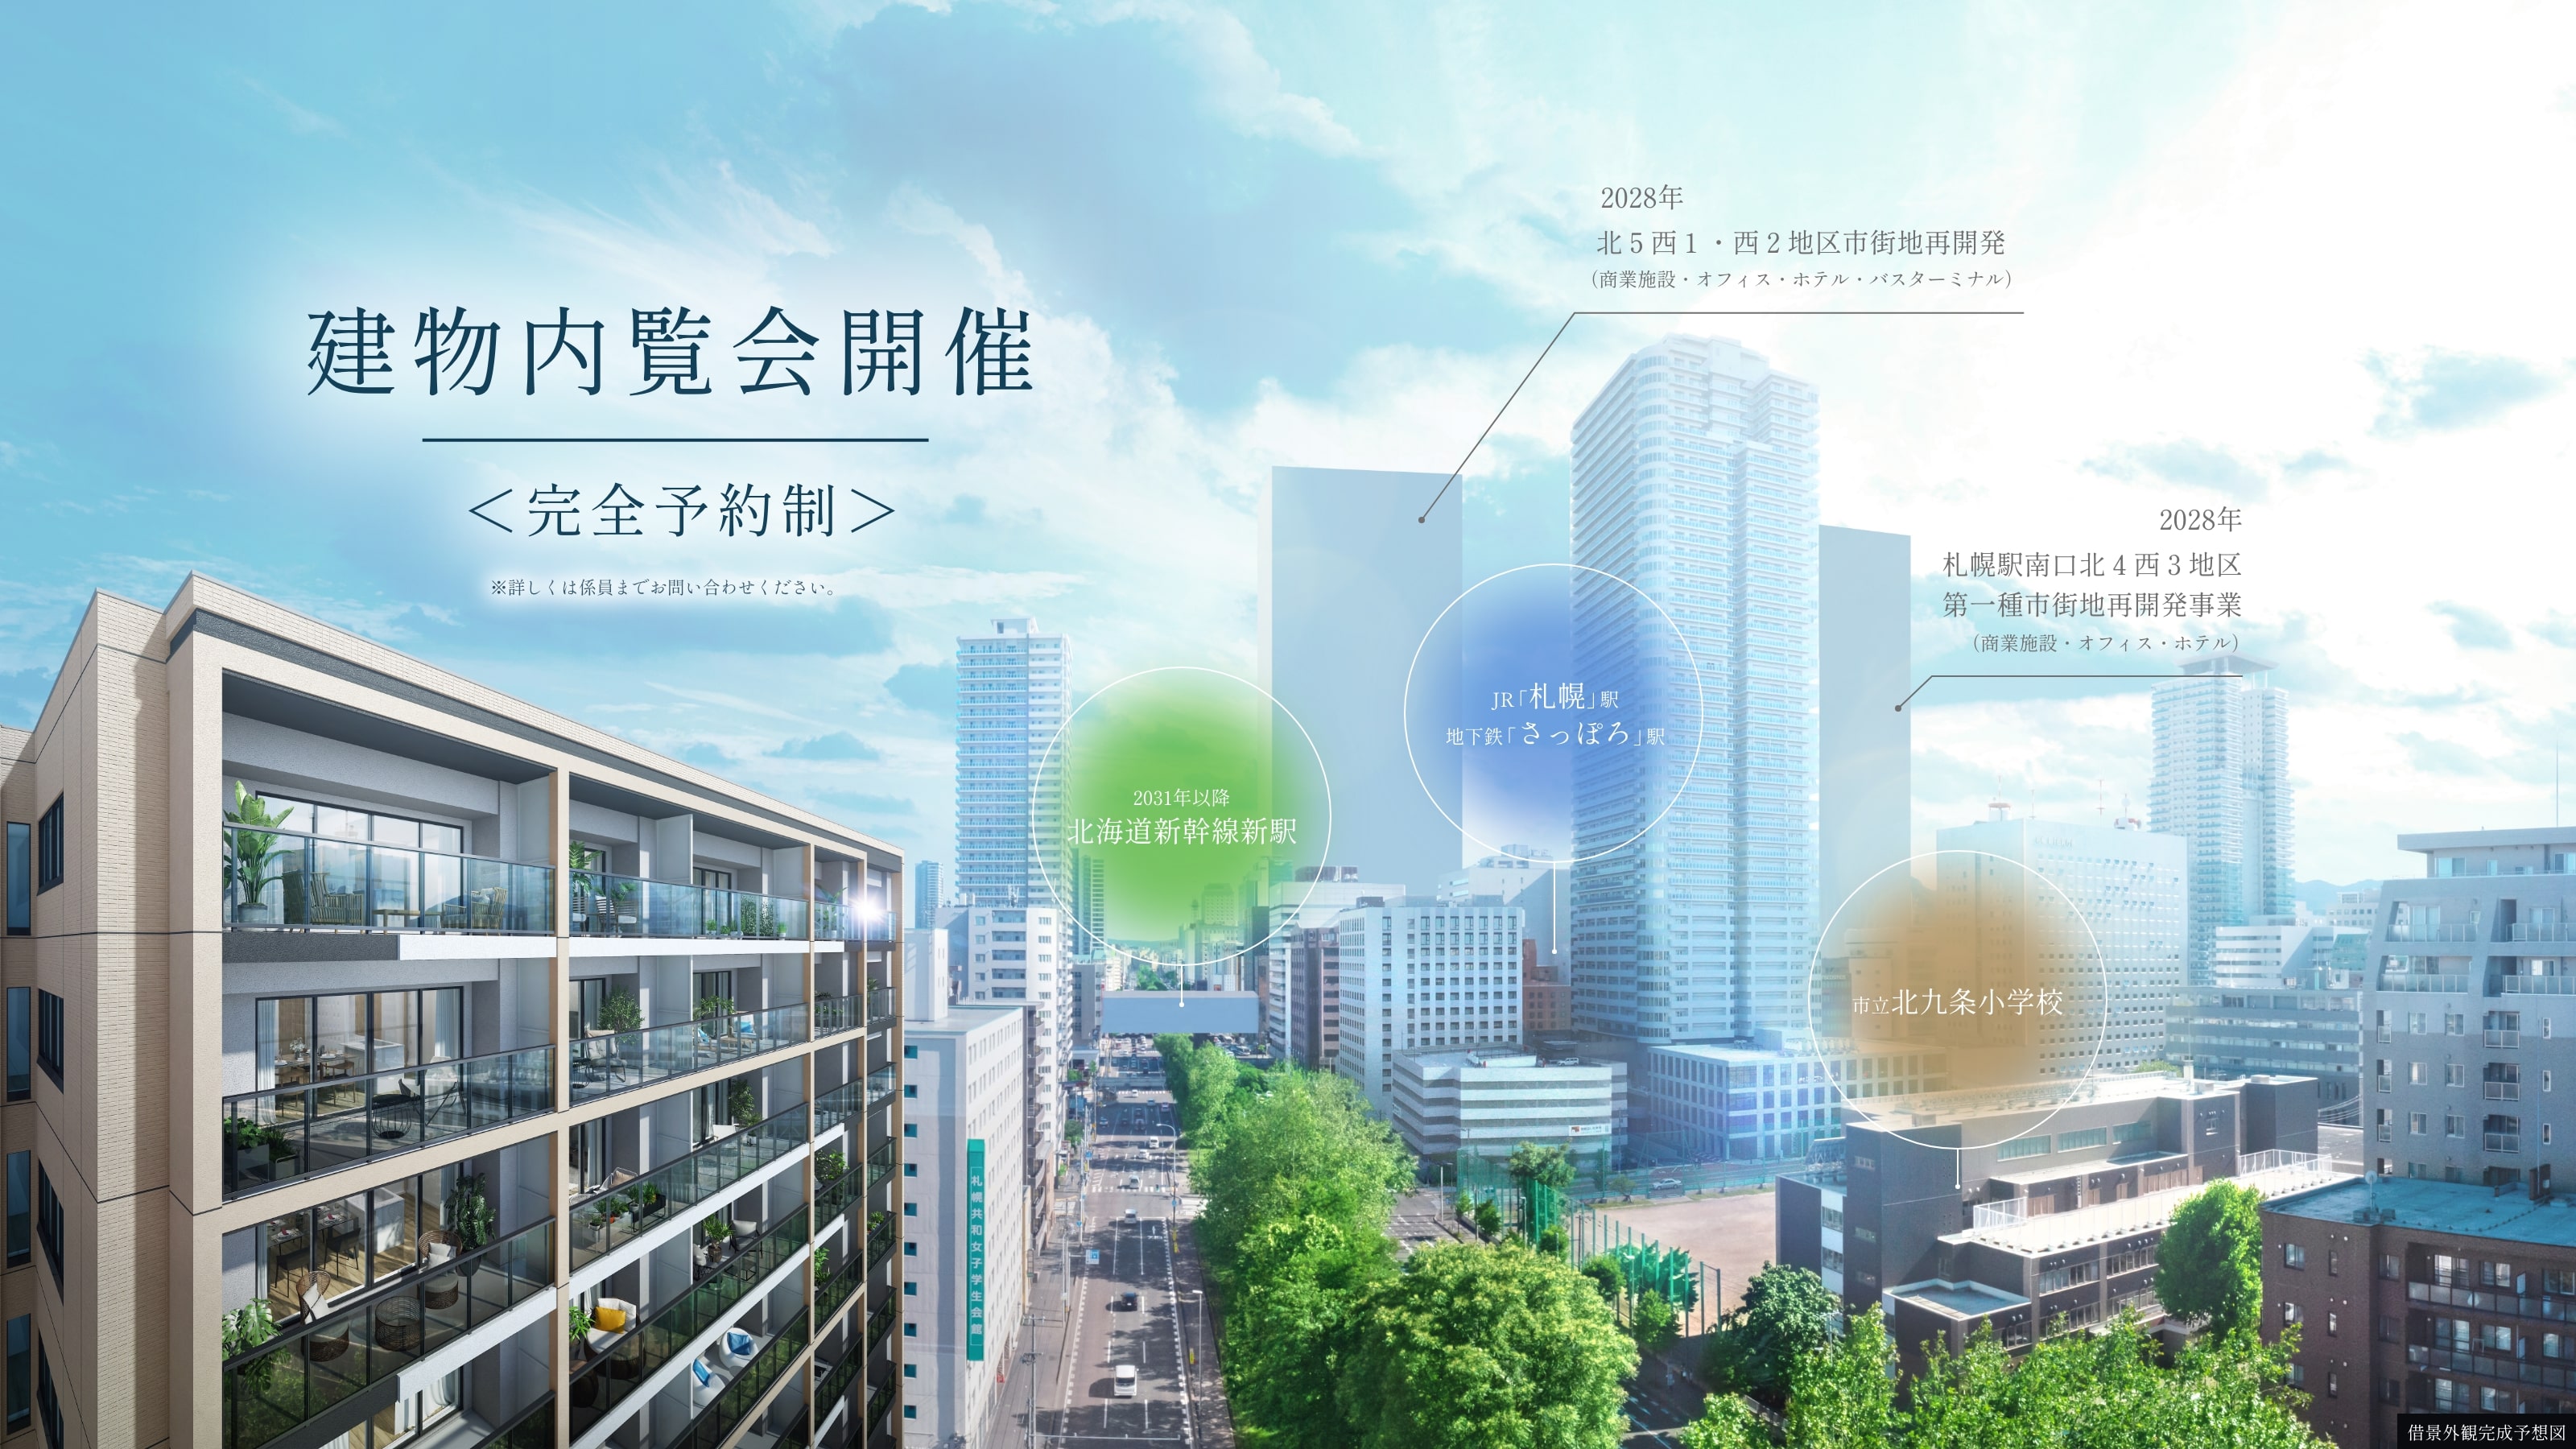 建物内覧会開催
＜完全予約制＞
※詳しくは係員までお問い合わせください。
2028年
北5西1・西2地区市街地再開発
（商業施設・オフィス・ホテル・バスターミナル）
2028年
札幌駅南口北4西3地区
第一種市街地再開発事業
（商業施設・オフィス・ホテル）
JR「札幌」駅
地下鉄「さっぽろ」駅
2031年以降
北海道新幹線新駅
市立北九条小学校
札幌共和女子学生会館
借景外観完成予想図